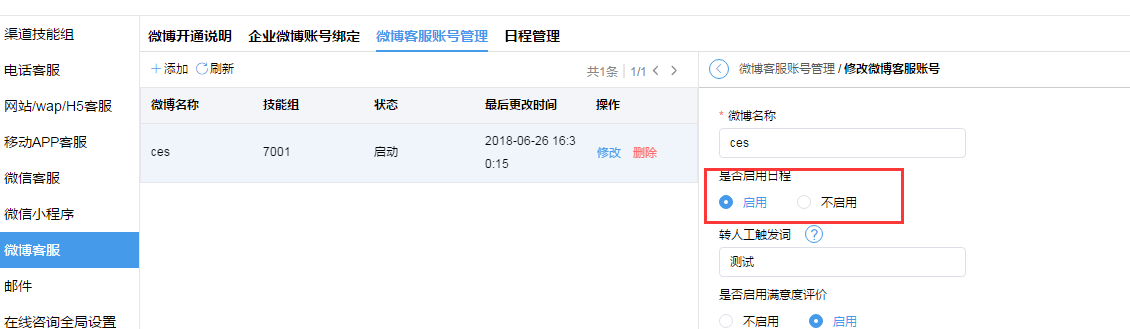 渠道技能组
电话客服
网站/wap/H5客服
移动APP客服
微信客服
微信小程序
微博客服
邮件
在线咨询全局设置
微博开通说明 企业微博账号绑定 微博客服账号管理 日程管理
添加 刷新 共1条 1/1
微博名称 技能组 状态 最后更改时间 操作
ces 7001 启动 2018-06-26 16:3
0:15 修改 删除
微博客服账号管理 / 修改微博客服账号
* 微博名称
ces
是否启用日程
启用 不启用
转人工触发词 ?
测试
是否启用满意度评价
不启用 启用